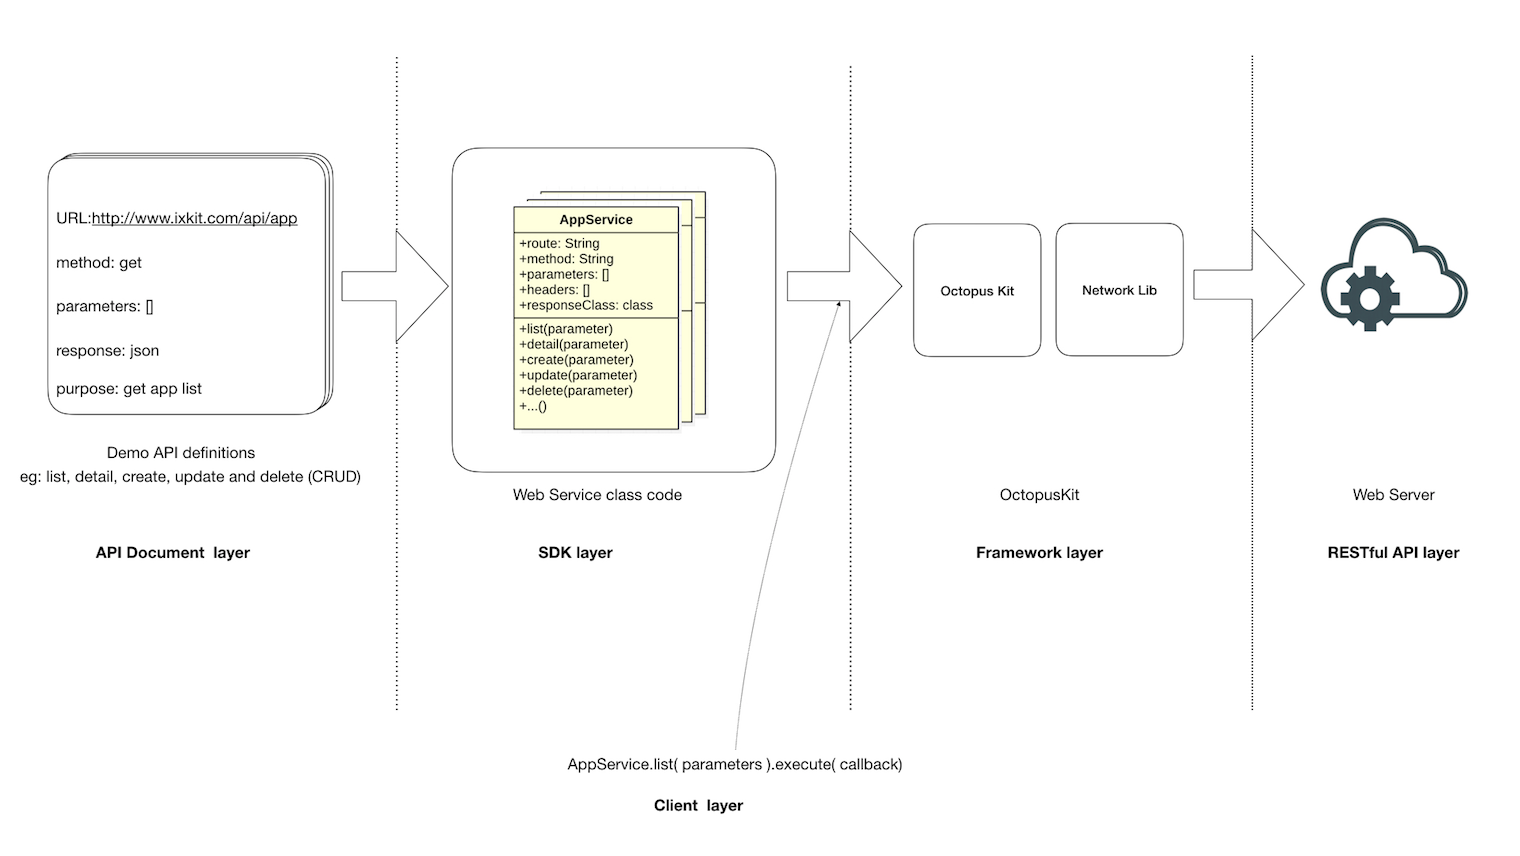 URL:http://www.ixkit.com/api/app
method: get
parameters: []
response: json
purpose: get app list
Demo API definitions
eg: list, detail, create, update and delete (CRUD)
API Document layer
AppService
+route: String
+method: String
+parameters: []
+headers: []
+responseClass: class
+list(parameter)
+detail(parameter)
+create(parameter)
+update(parameter)
+delete(parameter)
+...()
Web Service class code
SDK layer
Octopus Kit
Network Lib
OctopusKit
Framework layer
Web Server
RESTful API layer
AppService.list( parameters ).execute( callback)
Client layer